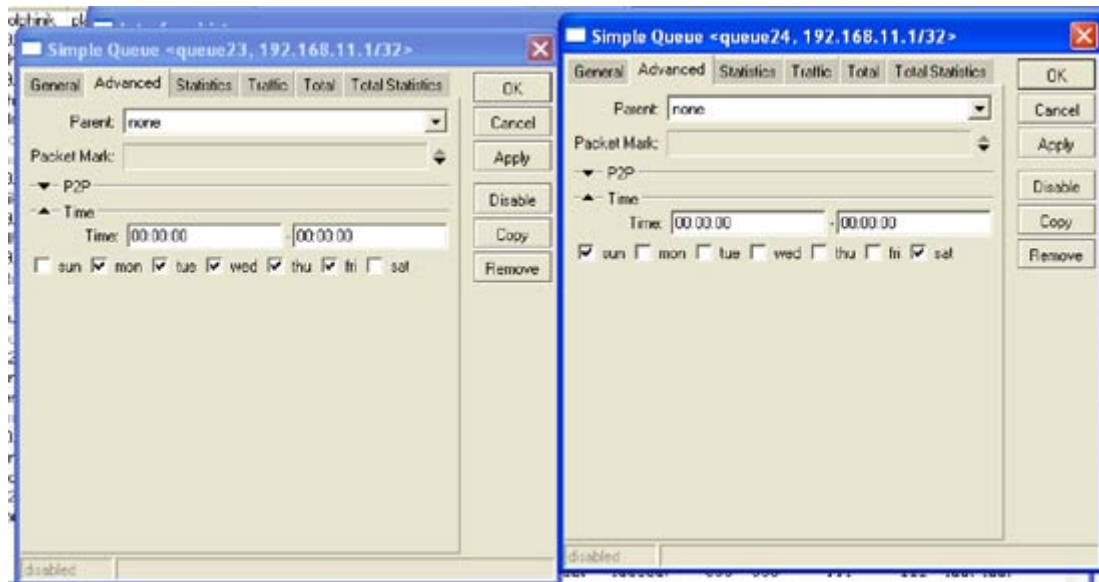 Simple Queue <queue23, 192.168.11.1/32>
General Advanced Statistics Traffic Total Total Statistics
Parent: none
Packet Mark:
P2P
Time
Time: 00:00:00 - 00:00:00
sun mon tue wed thu fri sat
OK
Cancel
Apply
Disable
Copy
Remove
disabled
Simple Queue <queue24, 192.168.11.1/32>
General Advanced Statistics Traffic Total Total Statistics
Parent: none
Packet Mark:
P2P
Time
Time: 00:00:00 - 00:00:00
sun mon tue wed thu fri sat
OK
Cancel
Apply
Disable
Copy
Remove
disabled